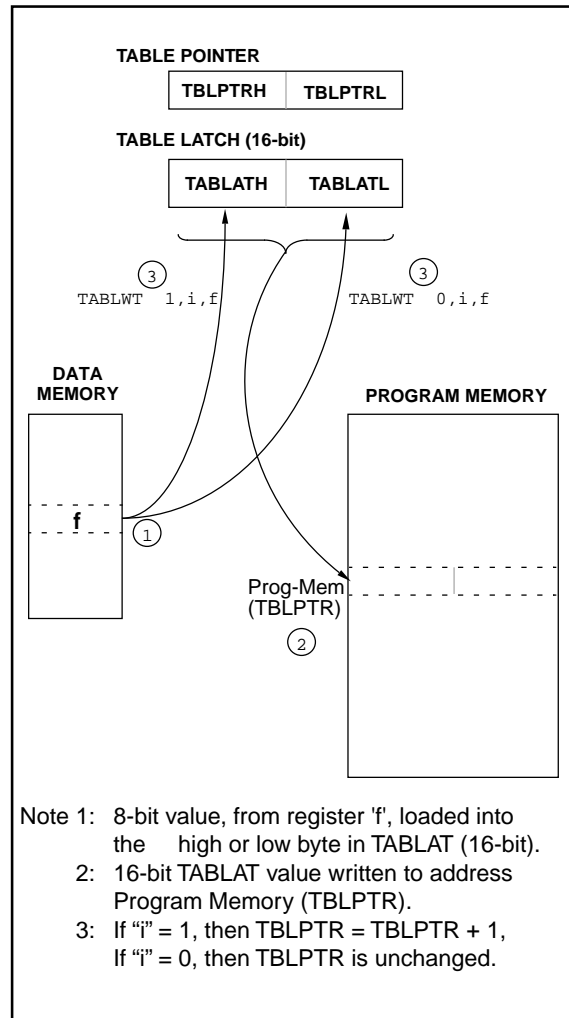 TABLE POINTER
TBLPTRH TBLPTRL
TABLE LATCH (16-bit)
TABLATH TABLATL
3 3
TABLWT 1,i,f TABLWT 0,i,f
DATA
MEMORY
PROGRAM MEMORY
f
1
Prog-Mem
(TBLPTR)
2
Note 1: 8-bit value, from register 'f', loaded into
the high or low byte in TABLAT (16-bit).
2: 16-bit TABLAT value written to address
Program Memory (TBLPTR).
3: If “i” = 1, then TBLPTR = TBLPTR + 1,
If “i” = 0, then TBLPTR is unchanged.